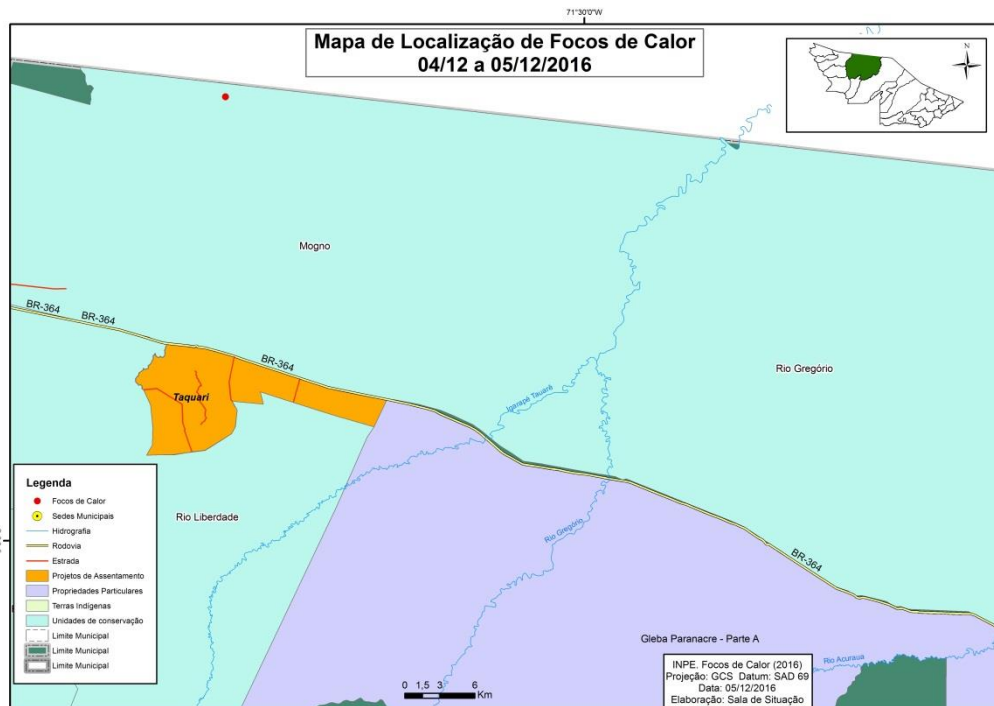 71°30'0"W
Mapa de Localização de Focos de Calor
04/12 a 05/12/2016
N
Mogno
BR-364
BR-364
BR-364
Taquari
Igarapé Tauarè
Rio Gregório
Rio Liberdade
Rio Gregório
BR-364
Gleba Paranacre - Parte A
Rio Acuraua
Legenda
Focos de Calor
Sedes Municipais
Hidrografia
Rodovia
Estrada
Projetos de Assentamento
Propriedades Particulares
Terras Indigenas
Unidades de conservação
Limite Municipal
Limite Municipal
Limite Municipal
0 1,5 3 6
Km
INPE. Focos de Calor (2016)
Projeção: GCS Datum: SAD 69
Data: 05/12/2016
Elaboração: Sala de Situação